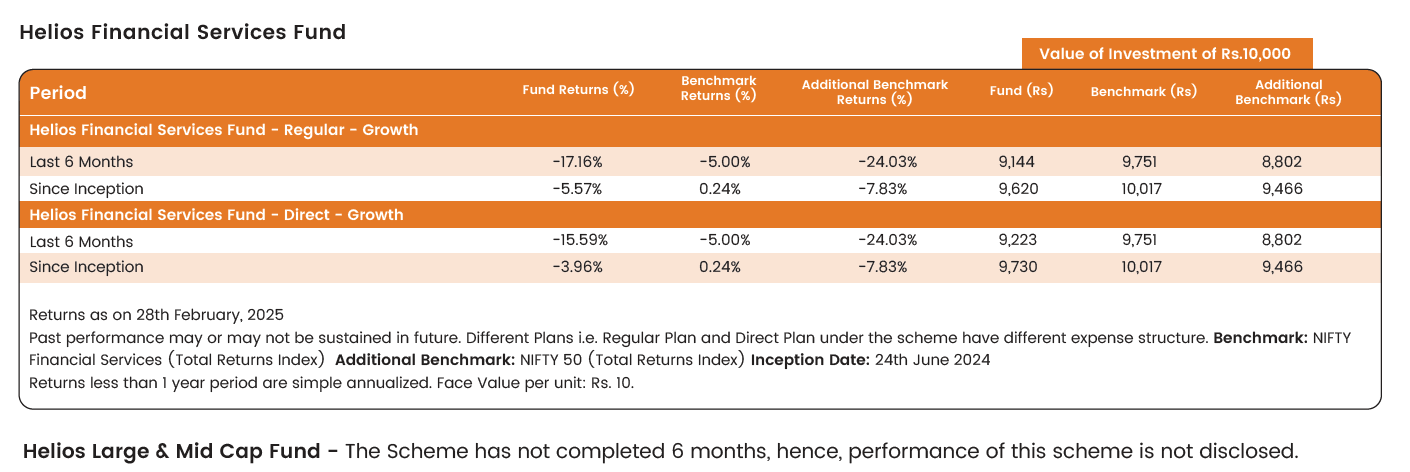 Helios Financial Services Fund
Value of Investment of Rs.10,000
Period Fund Returns (%) Benchmark Returns (%) Additional Benchmark Returns (%) Fund (Rs) Benchmark (Rs) Additional Benchmark (Rs)
Helios Financial Services Fund - Regular - Growth
Last 6 Months -17.16% -5.00% -24.03% 9,144 9,751 8,802
Since Inception -5.57% 0.24% -7.83% 9,620 10,017 9,466
Helios Financial Services Fund - Direct - Growth
Last 6 Months -15.59% -5.00% -24.03% 9,223 9,751 8,802
Since Inception -3.96% 0.24% -7.83% 9,730 10,017 9,466
Returns as on 28th February, 2025
Past performance may or may not be sustained in future. Different Plans i.e. Regular Plan and Direct Plan under the scheme have different expense structure. Benchmark: NIFTY
Financial Services (Total Returns Index) Additional Benchmark: NIFTY 50 (Total Returns Index) Inception Date: 24th June 2024
Returns less than 1 year period are simple annualized. Face Value per unit: Rs. 10.
Helios Large & Mid Cap Fund - The Scheme has not completed 6 months, hence, performance of this scheme is not disclosed.